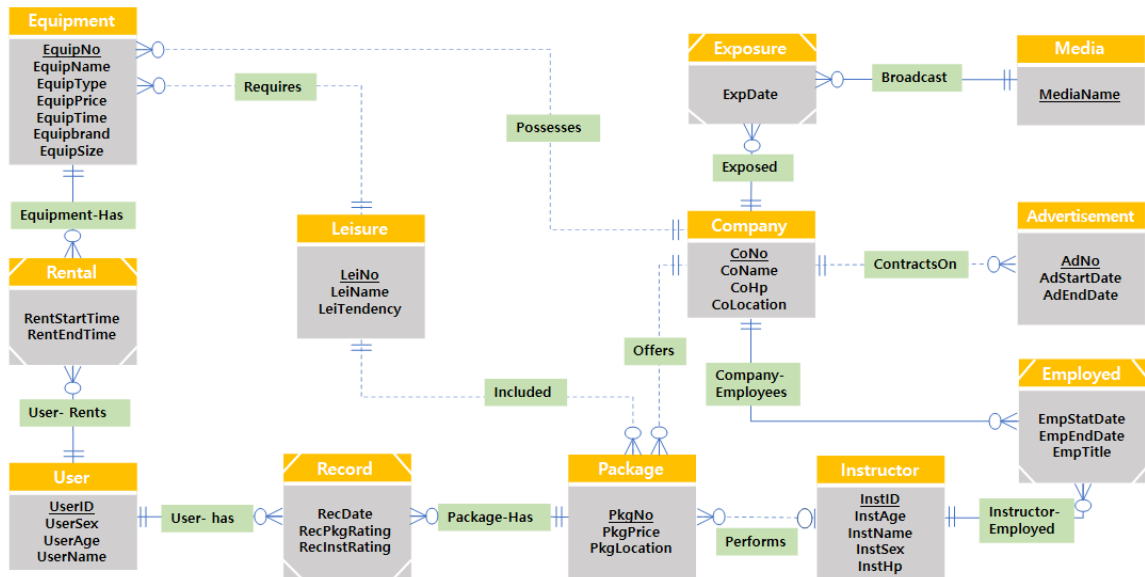 Equipment
EquipNo
EquipName
EquipType
EquipPrice
EquipTime
Equipbrand
EquipSize
Requires
Possesses
Exposure
ExpDate
Broadcast
Media
MediaName
Exposed
Equipment-Has
Leisure
LeiNo
LeiName
LeiTendency
Company
CoNo
CoName
CoHp
CoLocation
ContractsOn
Advertisement
AdNo
AdStartDate
AdEndDate
Rental
RentStartTime
RentEndTime
Offers
Included
Company-
Employees
Employed
EmpStatDate
EmpEndDate
EmpTitle
User- Rents
User
UserID
UserSex
UserAge
UserName
User- has
Record
RecDate
RecPkgRating
RecInstRating
Package-Has
Package
PkgNo
PkgPrice
PkgLocation
Performs
Instructor
InstID
InstAge
InstName
InstSex
InstHp
Instructor-
Employed